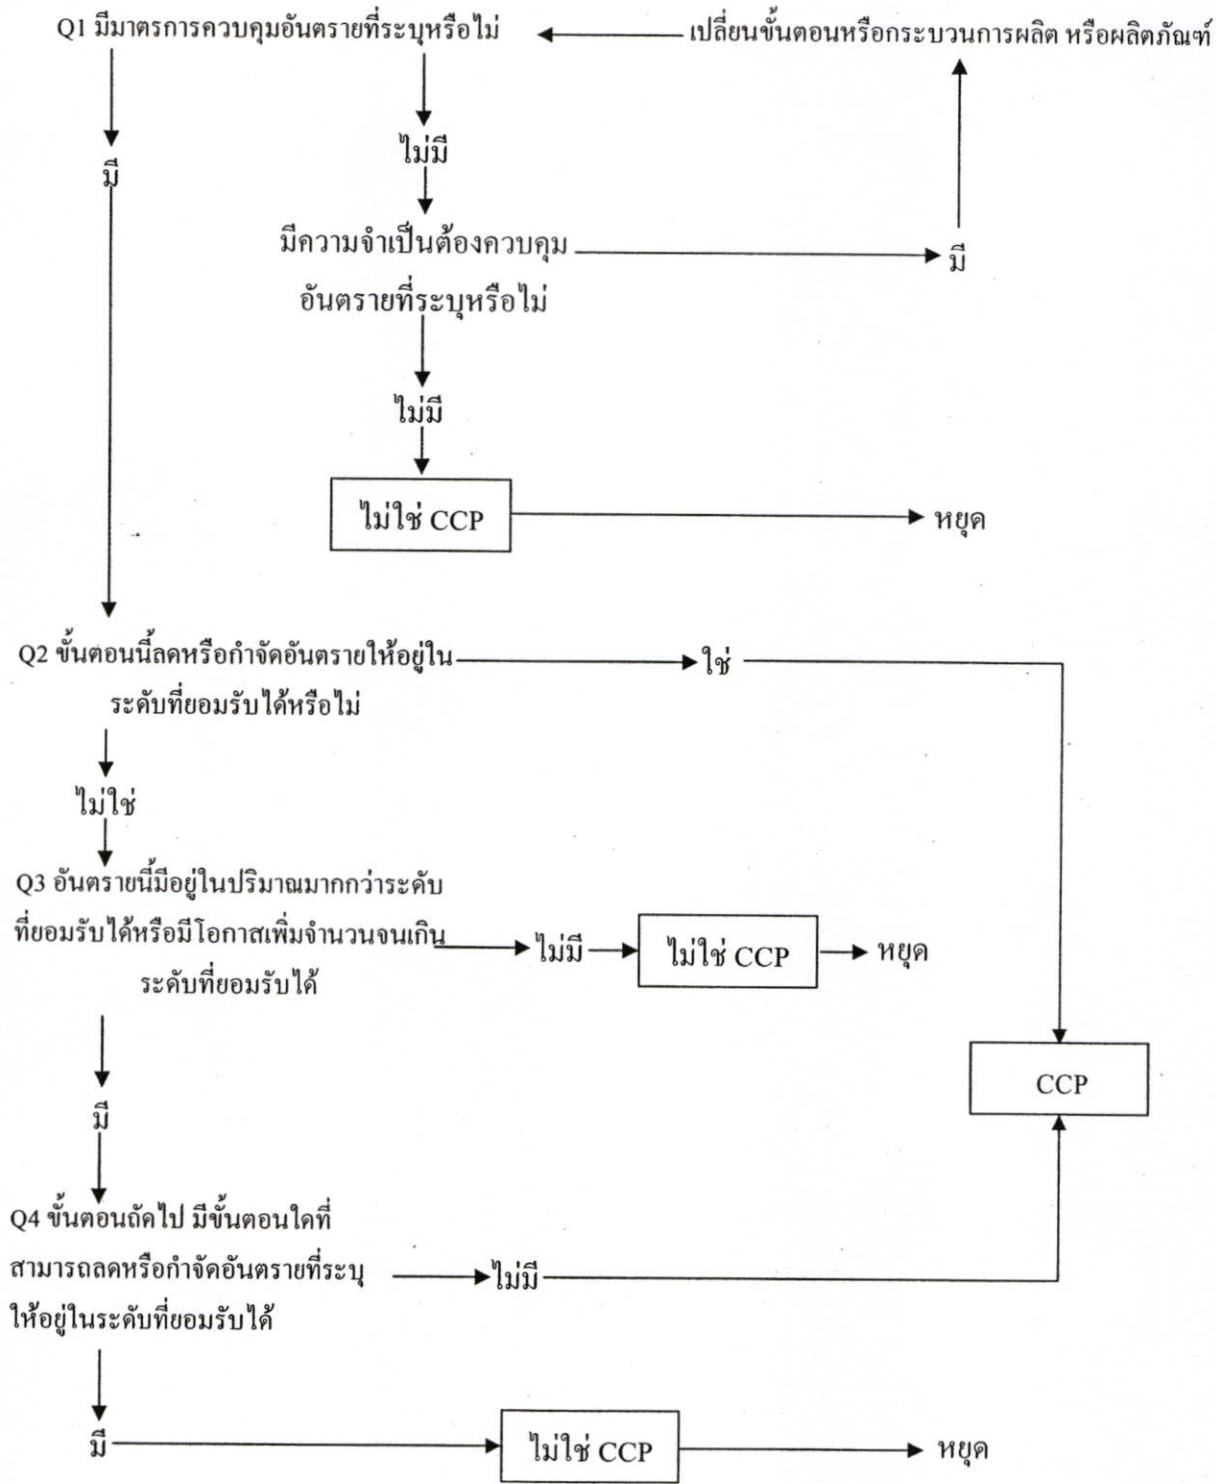 Q1 มีมาตรการควบคุมอันตรายที่ระบุหรือไม่
เปลี่ยนขั้นตอนหรือกระบวนการผลิต หรือผลิตภัณฑ์
ไม่มี
มี
มีความจำเป็นต้องควบคุม
มี
อันตรายที่ระบุหรือไม่
ไม่มี
ไม่ใช่ CCP
หยุด
Q2 ขั้นตอนนี้ลดหรือกำจัดอันตรายให้อยู่ใน
ใช่
ระดับที่ยอมรับได้หรือไม่
ไม่ใช่
Q3 อันตรายนี้มีอยู่ในปริมาณมากกว่าระดับ
ที่ยอมรับได้หรือมีโอกาสเพิ่มจำนวนจนเกิน
ไม่มี
ไม่ใช่ CCP
หยุด
ระดับที่ยอมรับได้
CCP
มี
Q4 ขั้นตอนถัดไป มีขั้นตอนใดที่
สามารถลดหรือกำจัดอันตรายที่ระบุ
ไม่มี
ให้อยู่ในระดับที่ยอมรับได้
มี
ไม่ใช่ CCP
หยุด